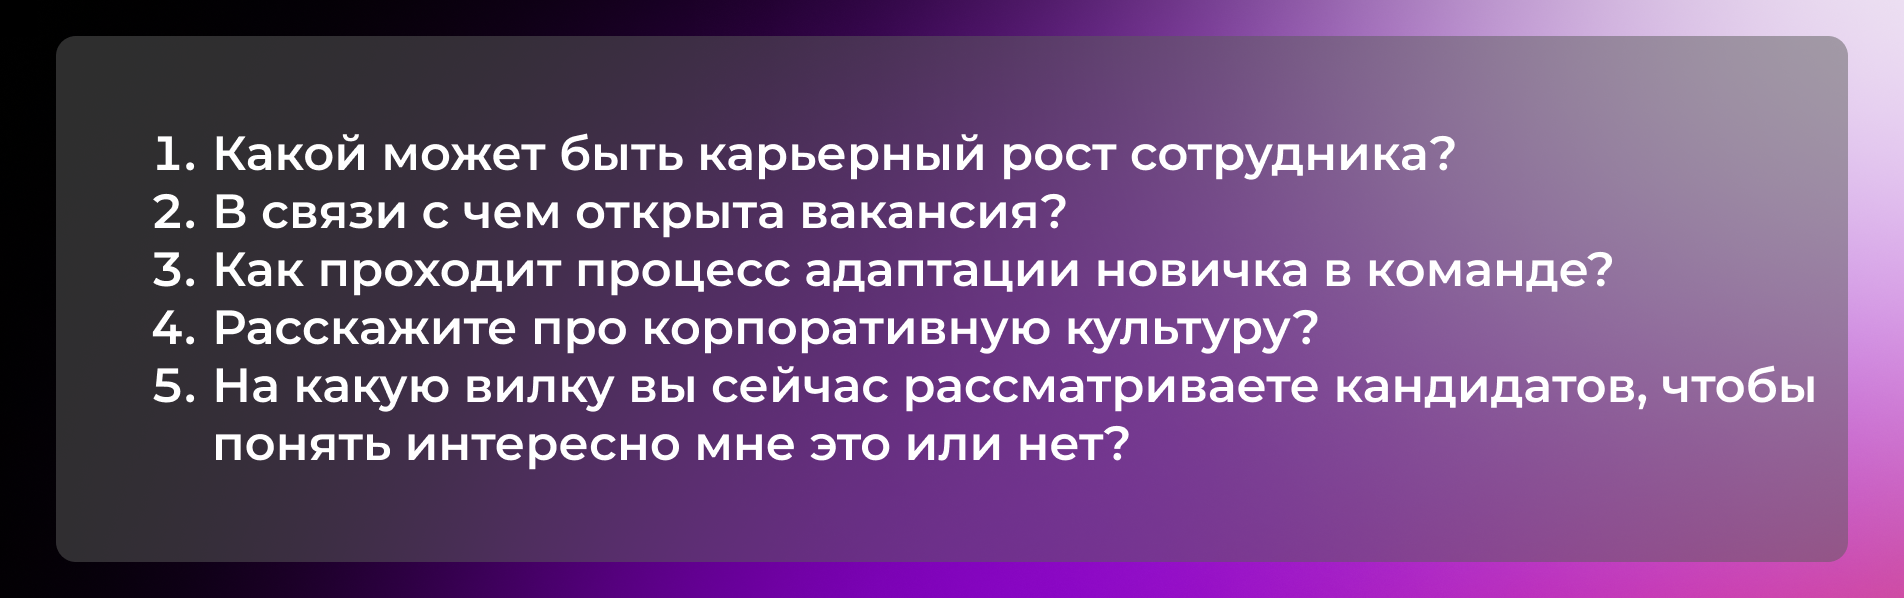 1. Какой может быть карьерный рост сотрудника?
2. В связи с чем открыта вакансия?
3. Как проходит процесс адаптации новичка в команде?
4. Расскажите про корпоративную культуру?
5. На какую вилку вы сейчас рассматриваете кандидатов, чтобы
понять интересно мне это или нет?